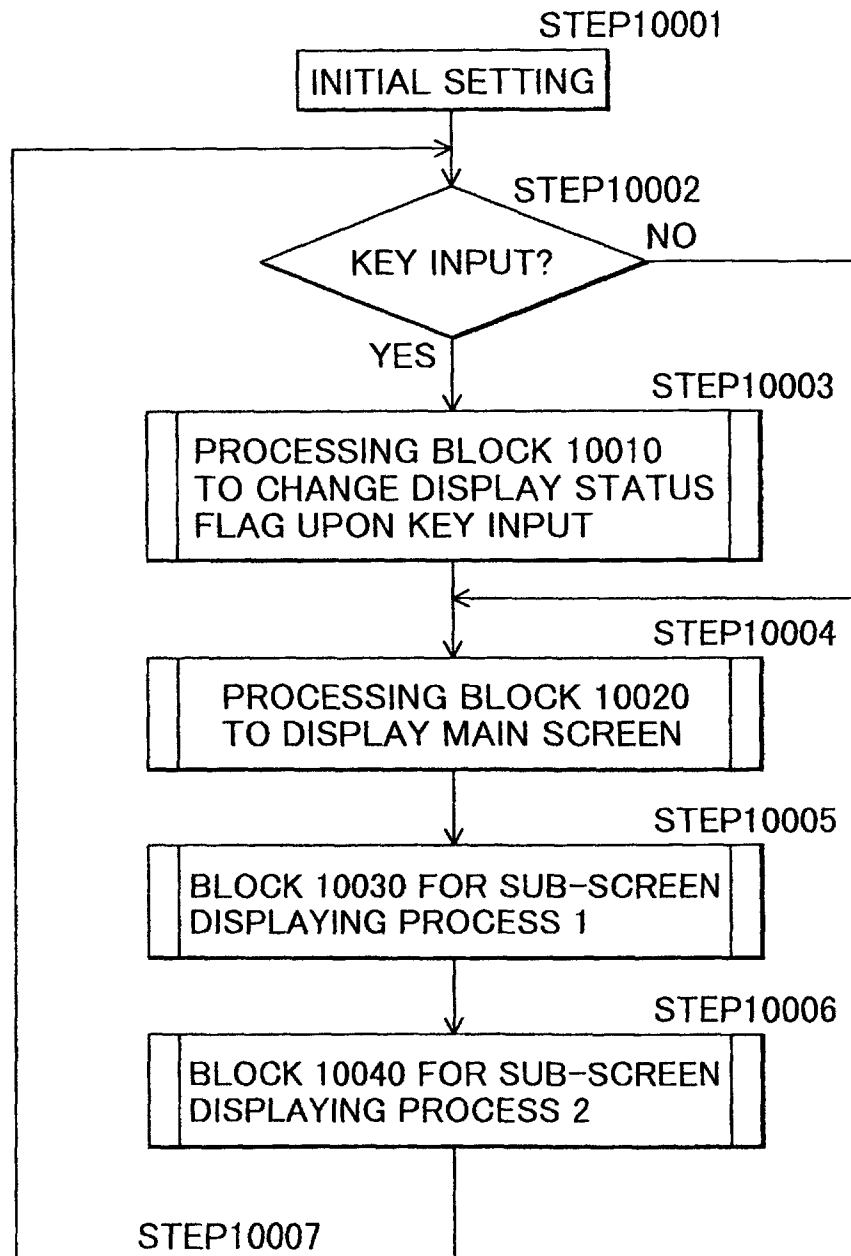 STEP10001
INITIAL SETTING
STEP10002
KEY INPUT?
NO
YES
STEP10003
PROCESSING BLOCK 10010
TO CHANGE DISPLAY STATUS
FLAG UPON KEY INPUT
STEP10004
PROCESSING BLOCK 10020
TO DISPLAY MAIN SCREEN
STEP10005
BLOCK 10030 FOR SUB-SCREEN
DISPLAYING PROCESS 1
STEP10006
BLOCK 10040 FOR SUB-SCREEN
DISPLAYING PROCESS 2
STEP10007